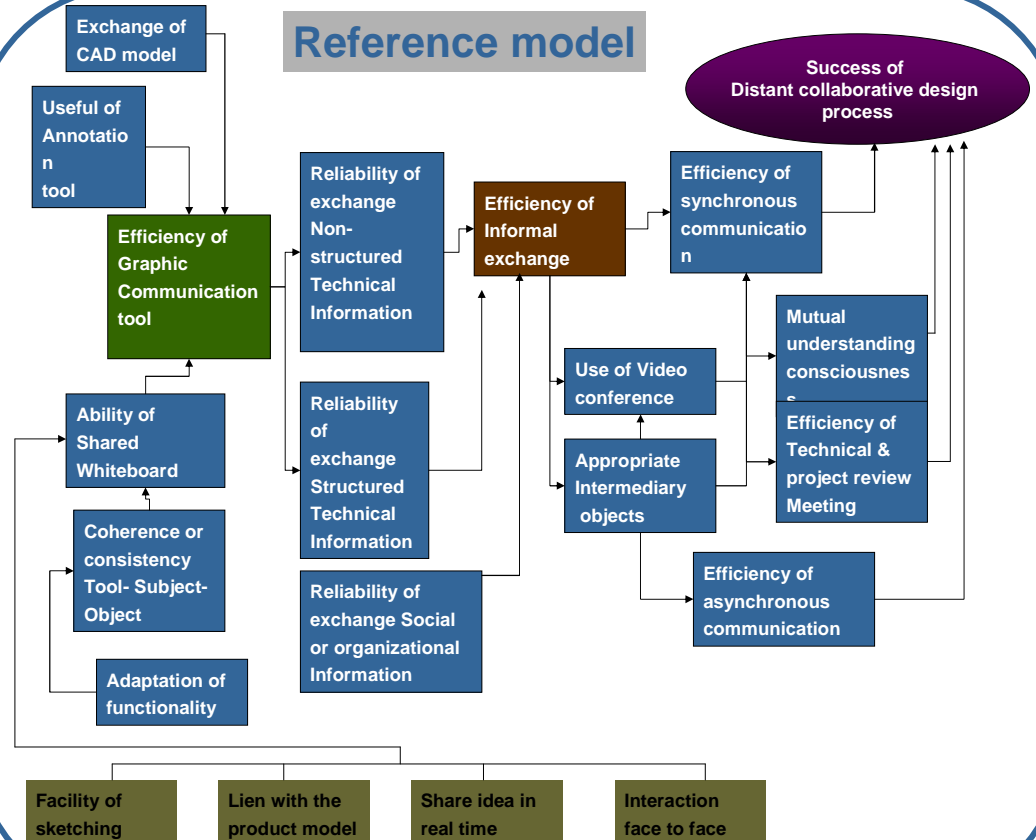 Reference model
Exchange of
CAD model
Useful of
Annotatio
n
tool
Success of
Distant collaborative design
process
Efficiency of
Graphic
Communication
tool
Reliability of
exchange
Non-
structured
Technical
Information
Efficiency of
Informal
exchange
Efficiency of
synchronous
communicatio
n
Mutual
understanding
consciousnes
s
Use of Video
conference
Ability of
Shared
Whiteboard
Reliability
of
exchange
Structured
Technical
Information
Appropriate
Intermediary
objects
Efficiency of
Technical &
project review
Meeting
Coherence or
consistency
Tool- Subject-
Object
Efficiency of
asynchronous
communication
Reliability of
exchange Social
or organizational
Information
Adaptation of
functionality
Facility of
sketching
Lien with the
product model
Share idea in
real time
Interaction
face to face